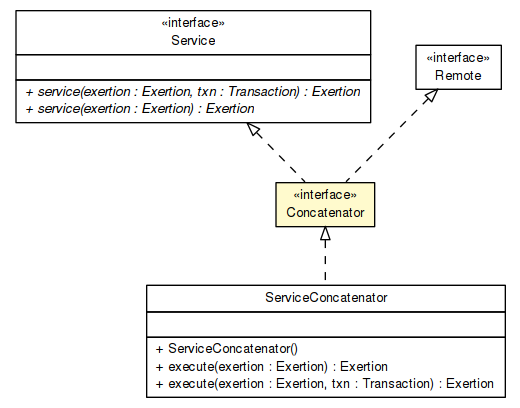 «interface»
Service
+ service(exertion : Exertion, txn : Transaction) : Exertion
+ service(exertion : Exertion) : Exertion
«interface»
Remote
«interface»
Concatenator
ServiceConcatenator
+ ServiceConcatenator()
+ execute(exertion : Exertion) : Exertion
+ execute(exertion : Exertion, txn : Transaction) : Exertion